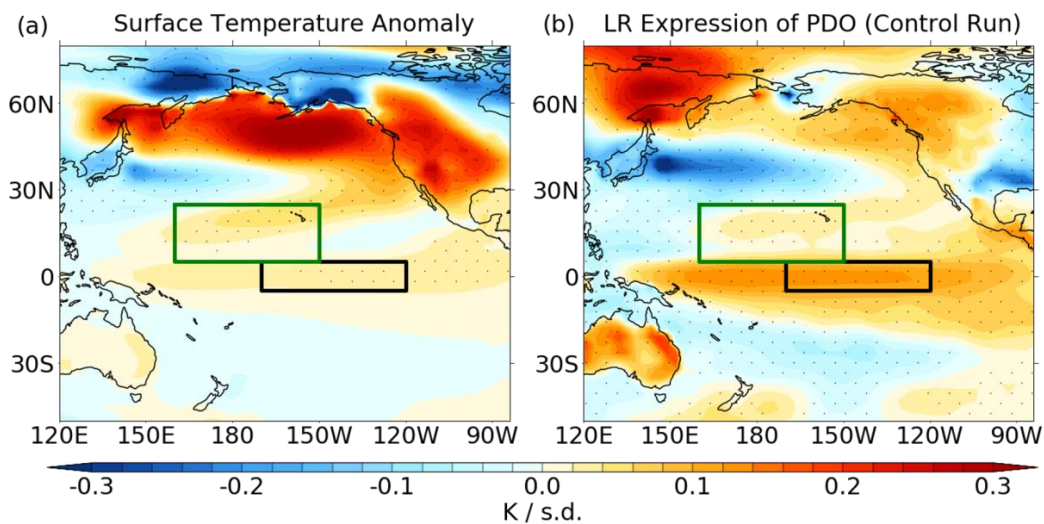 (a) Surface Temperature Anomaly
(b) LR Expression of PDO (Control Run)
60N
30N
0
30S
120E 150E 180 150W 120W 90W
60N
30N
0
30S
120E 150E 180 150W 120W 90W
-0.3 -0.2 -0.1 0.0 0.1 0.2 0.3
K / s.d.